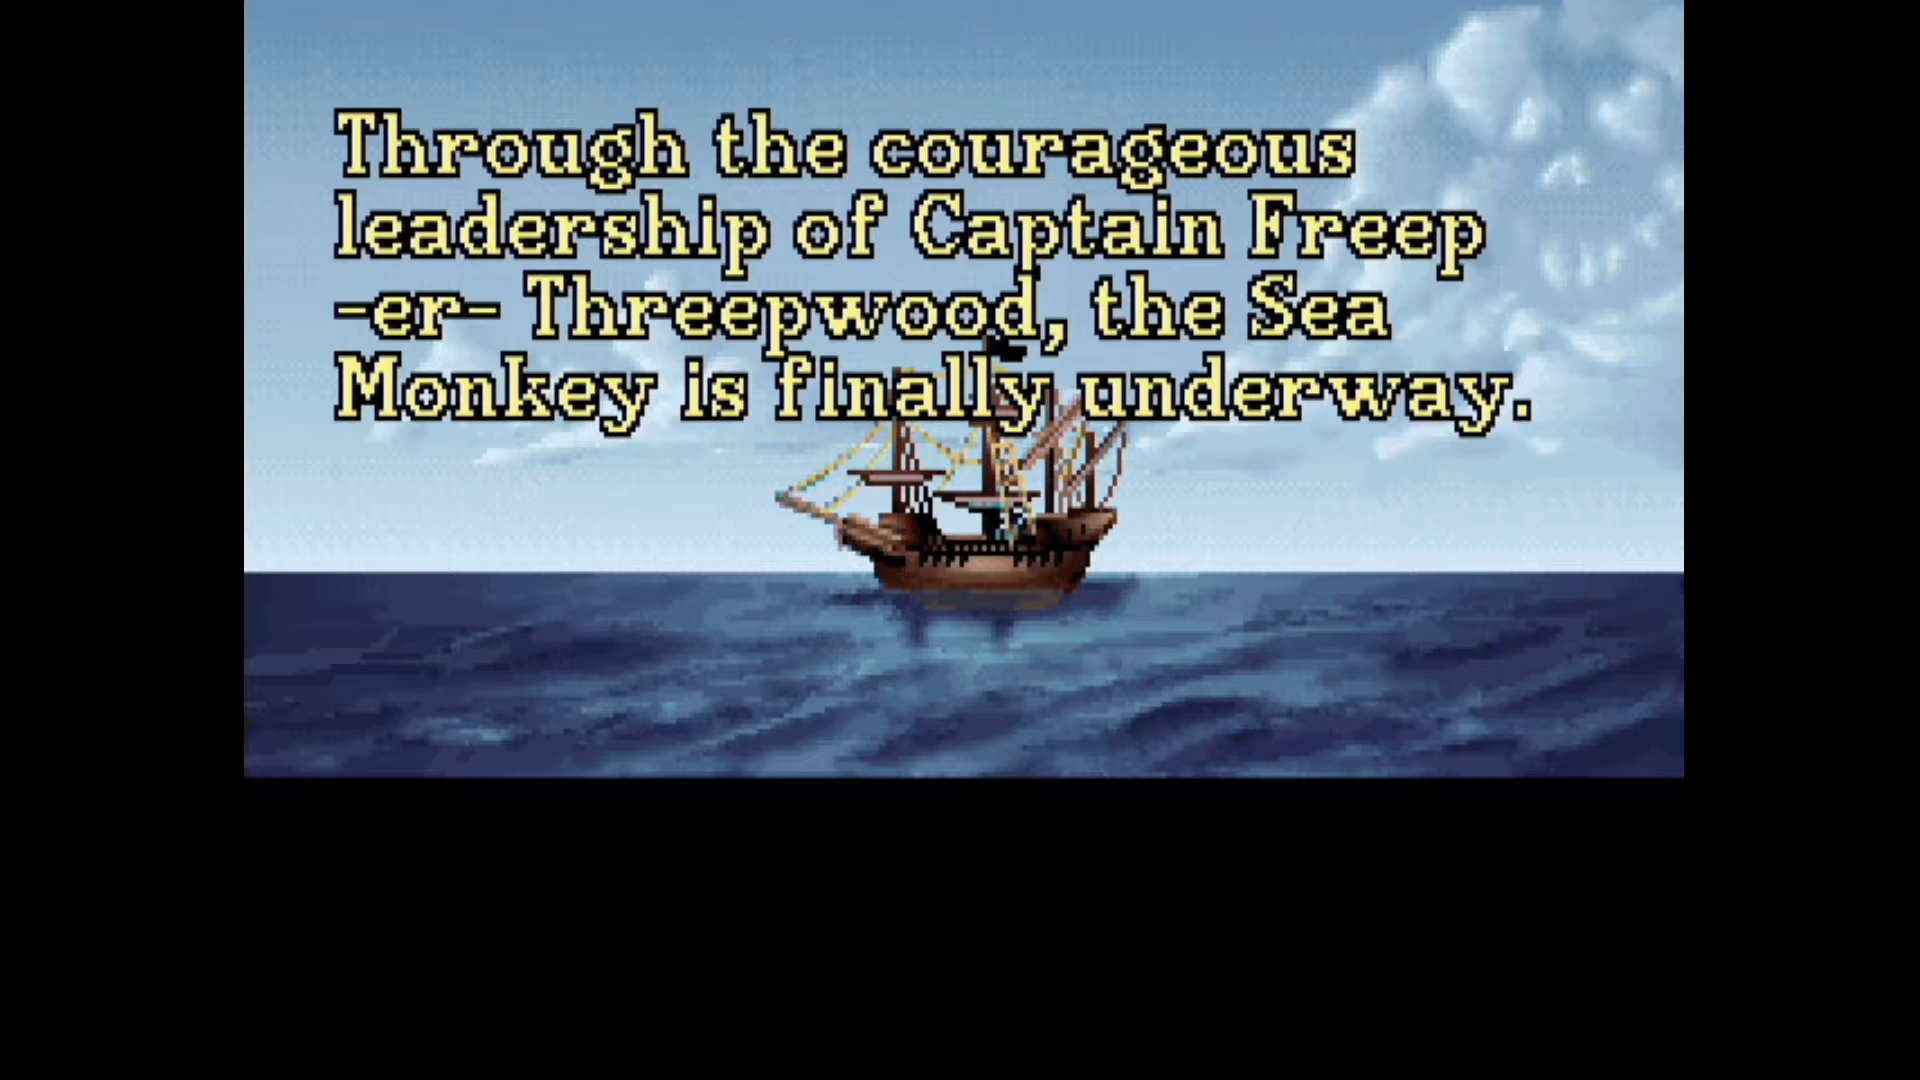 Through the courageous
leadership of Captain Freep
-er- Threepwood, the Sea
Monkey is finally underway.